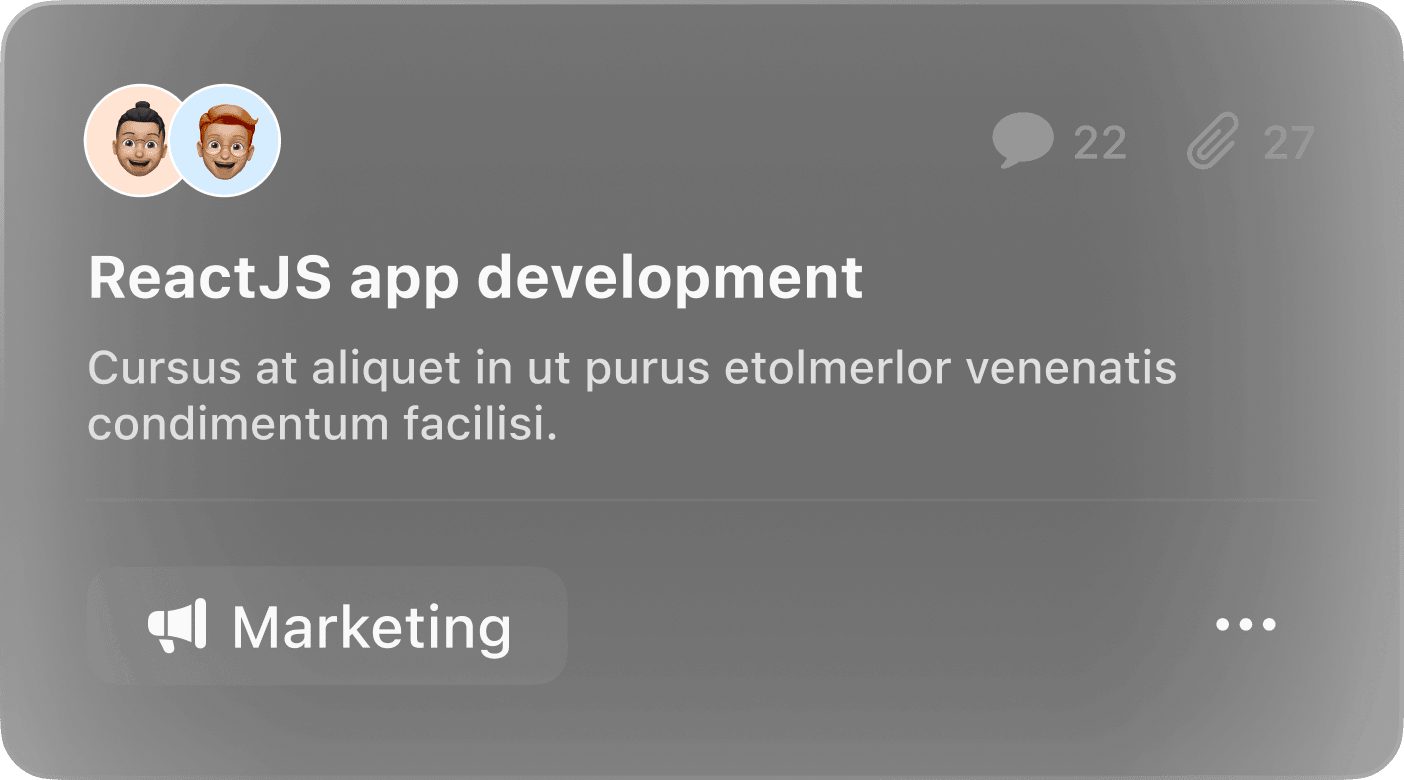 22 27
ReactJS app development
Cursus at aliquet in ut purus etolmerlor venenatis
condimentum facilisi.
Marketing